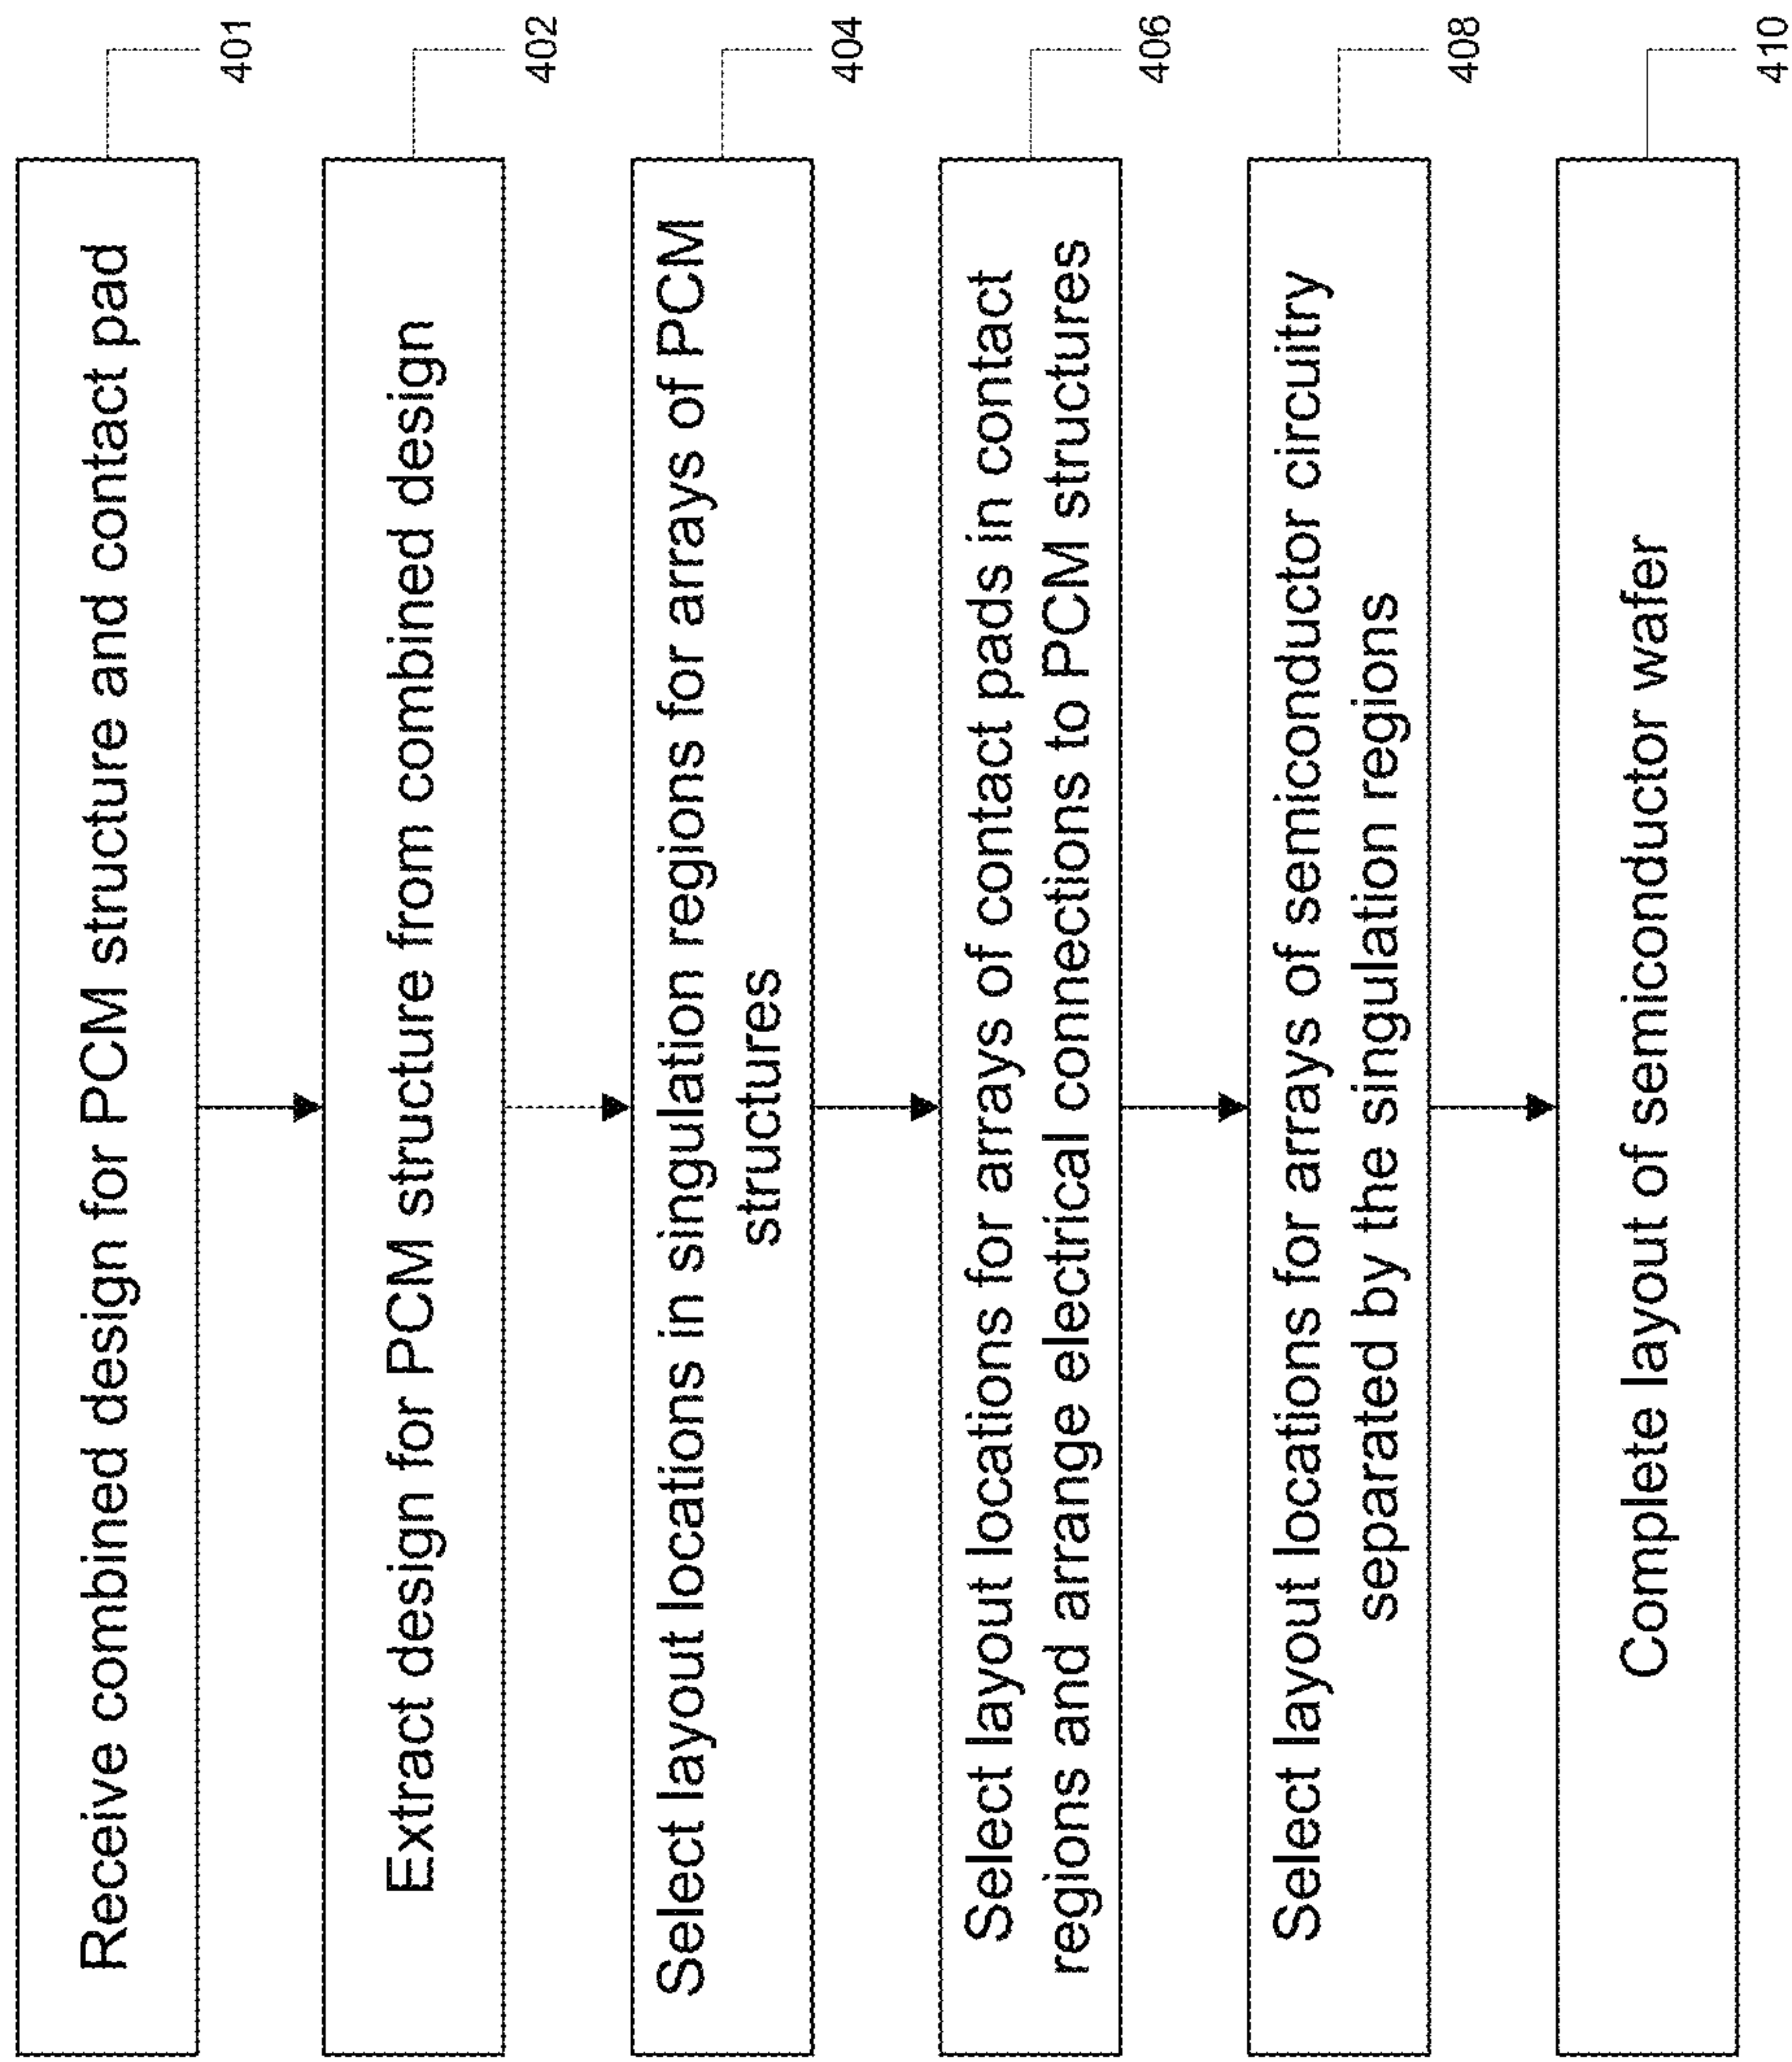 Receive combined design for PCM structure and contact pad
401
Extract design for PCM structure from combined design
402
Select layout locations in singulation regions for arrays of PCM
structures
404
Select layout locations for arrays of contact pads in contact
regions and arrange electrical connections to PCM structures
406
Select layout locations for arrays of semiconductor circuitry
separated by the singulation regions
408
Complete layout of semiconductor wafer
410